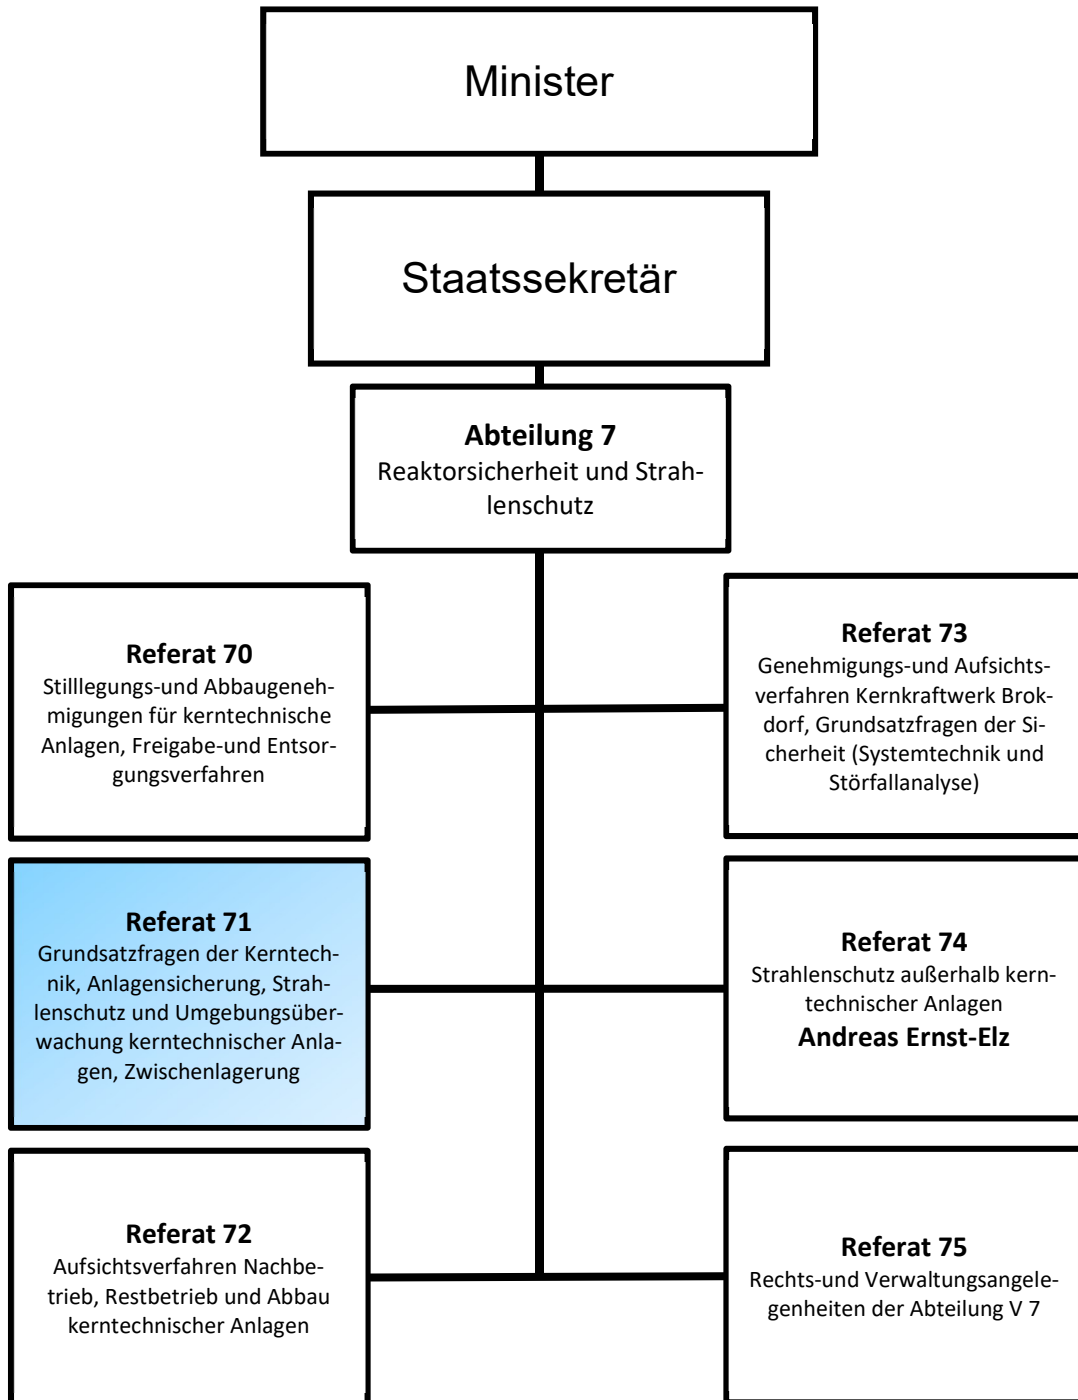 Minister
Staatssekretär
Abteilung 7
Reaktorsicherheit und Strah-
lenschutz
Referat 70
Stilllegungs-und Abbaugeneh-
migungen für kerntechnische
Anlagen, Freigabe-und Entsor-
gungsverfahren
Referat 73
Genehmigungs-und Aufsichts-
verfahren Kernkraftwerk Brok-
dorf, Grundsatzfragen der Si-
cherheit (Systemtechnik und
Störfallanalyse)
Referat 71
Grundsatzfragen der Kerntech-
nik, Anlagensicherung, Strah-
lenschutz und Umgebungsüber-
wachung kerntechnischer Anla-
gen, Zwischenlagerung
Referat 74
Strahlenschutz außerhalb kern-
technischer Anlagen
Andreas Ernst-Elz
Referat 72
Aufsichtsverfahren Nachbe-
trieb, Restbetrieb und Abbau
kerntechnischer Anlagen
Referat 75
Rechts-und Verwaltungsangele-
genheiten der Abteilung V 7